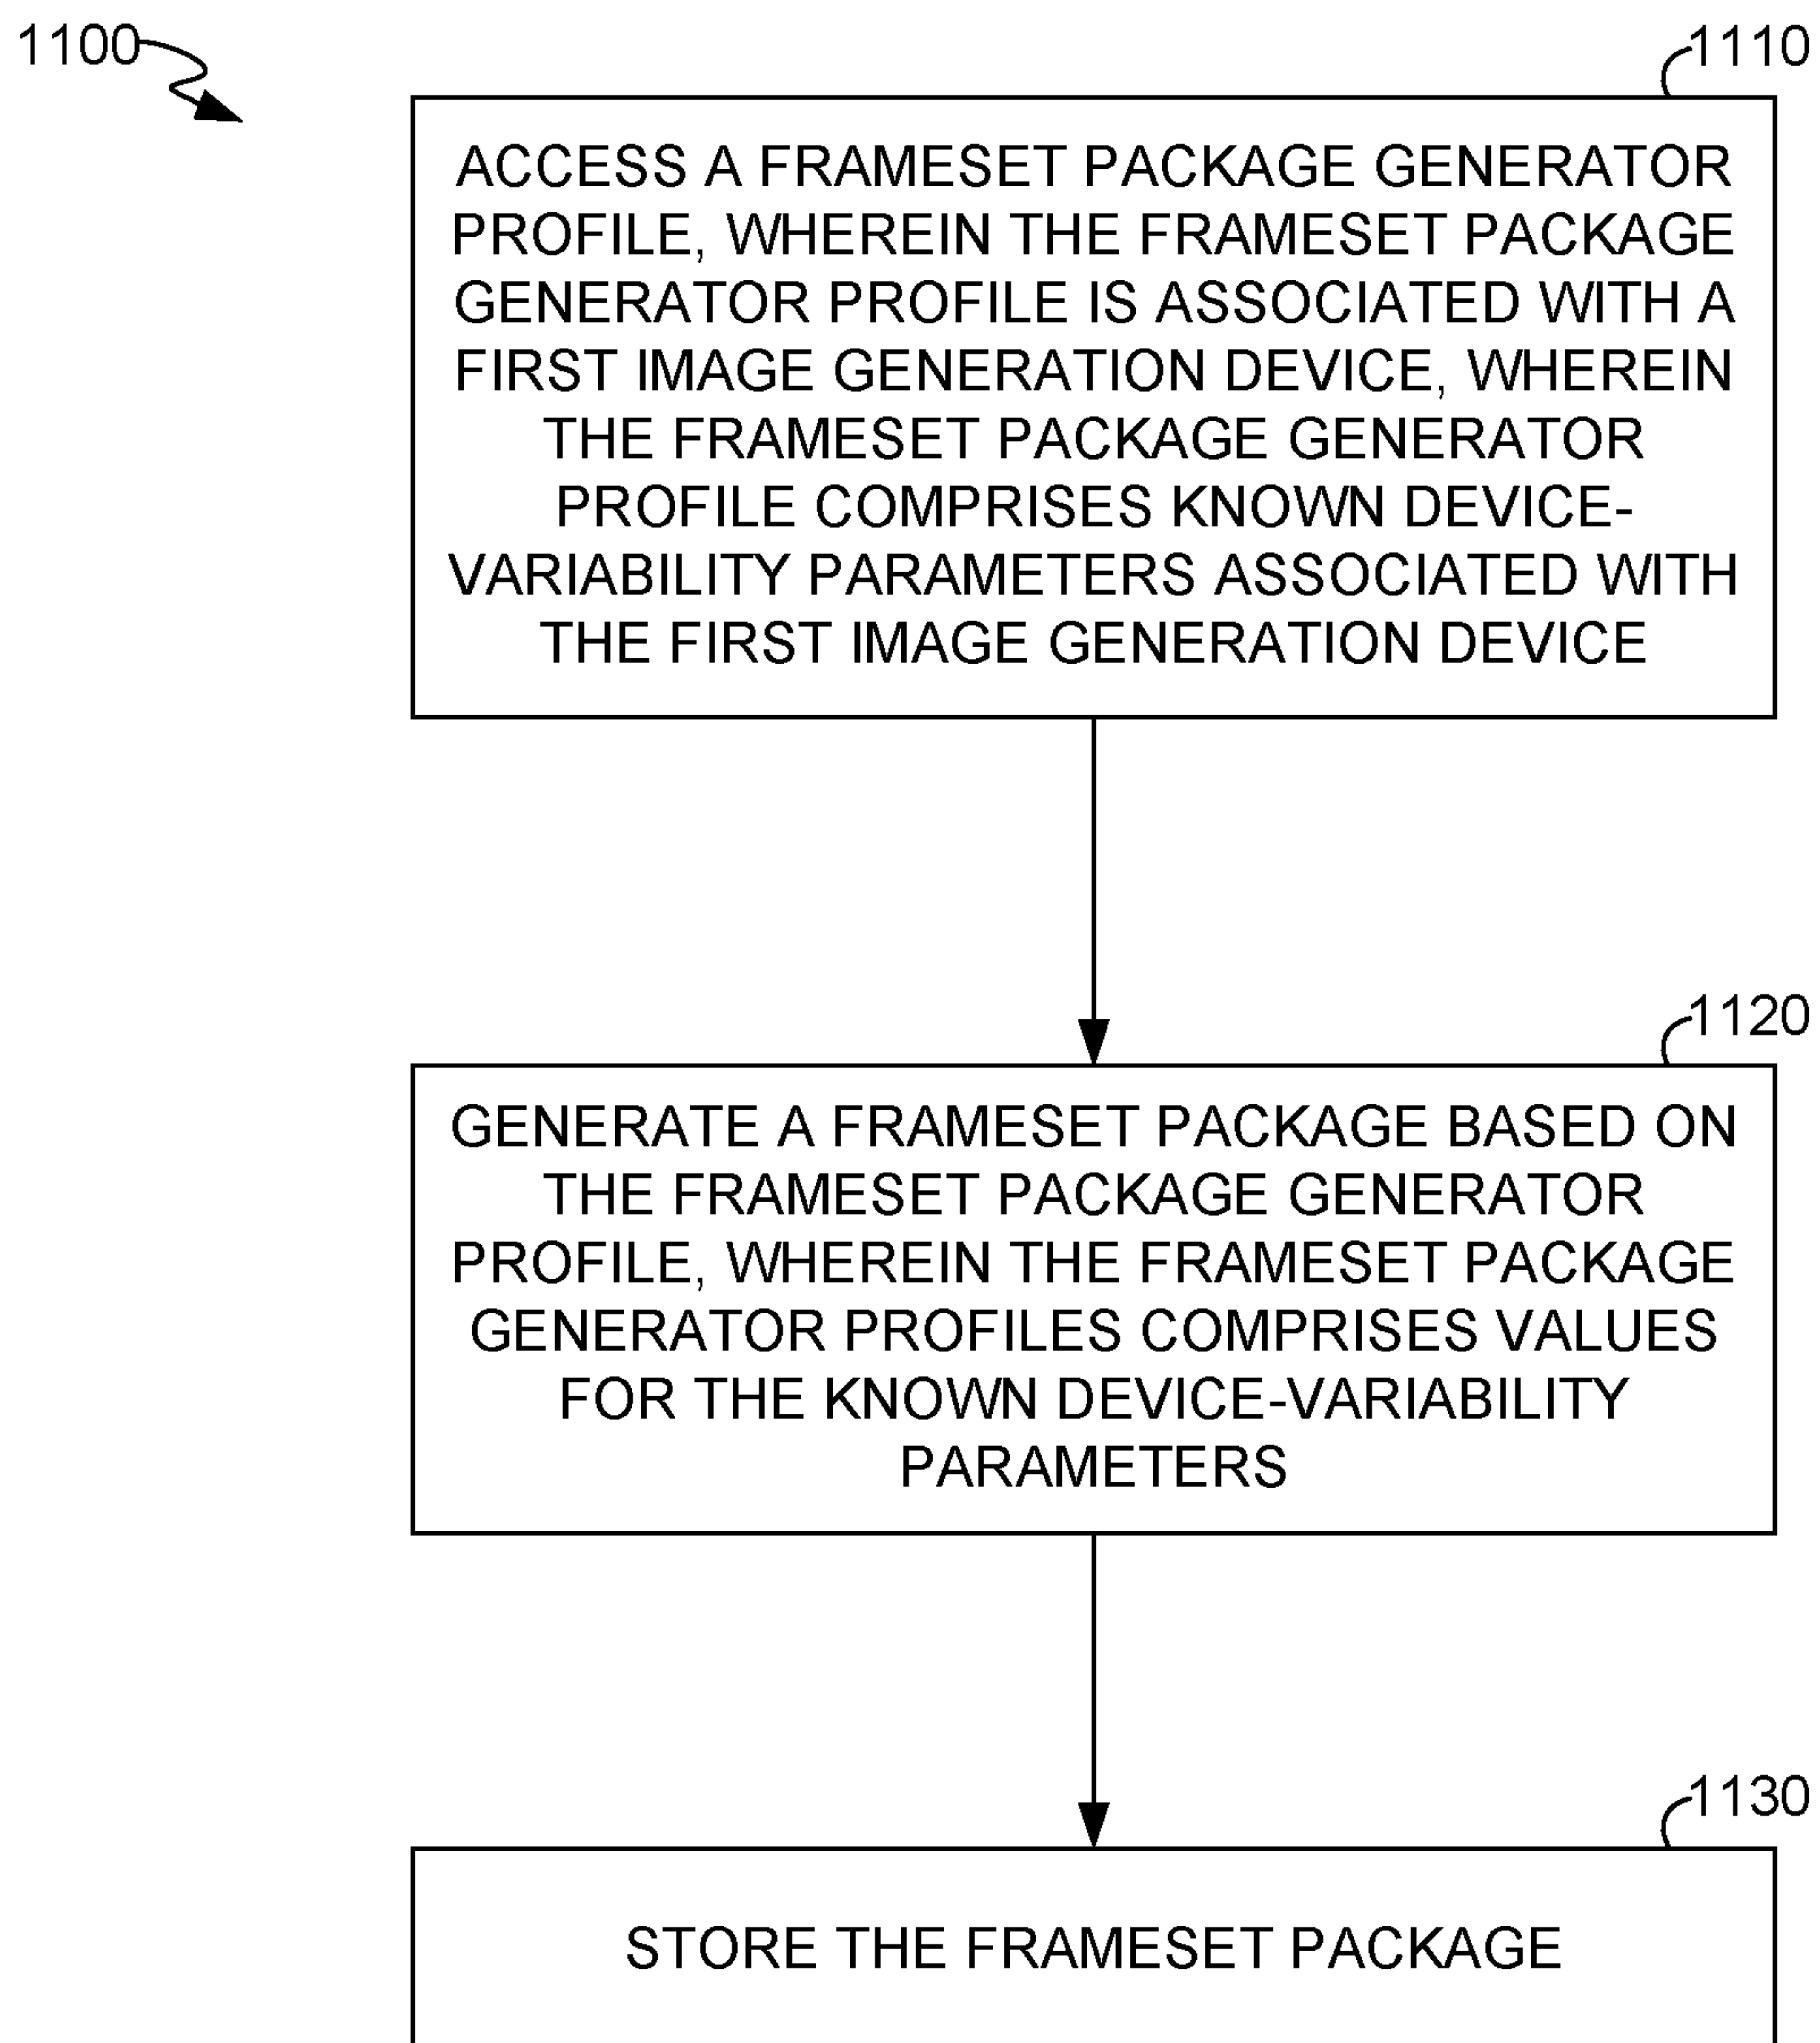 1100
1110
ACCESS A FRAMESET PACKAGE GENERATOR
PROFILE, WHEREIN THE FRAMESET PACKAGE
GENERATOR PROFILE IS ASSOCIATED WITH A
FIRST IMAGE GENERATION DEVICE, WHEREIN
THE FRAMESET PACKAGE GENERATOR
PROFILE COMPRISES KNOWN DEVICE-
VARIABILITY PARAMETERS ASSOCIATED WITH
THE FIRST IMAGE GENERATION DEVICE
1120
GENERATE A FRAMESET PACKAGE BASED ON
THE FRAMESET PACKAGE GENERATOR
PROFILE, WHEREIN THE FRAMESET PACKAGE
GENERATOR PROFILES COMPRISES VALUES
FOR THE KNOWN DEVICE-VARIABILITY
PARAMETERS
1130
STORE THE FRAMESET PACKAGE